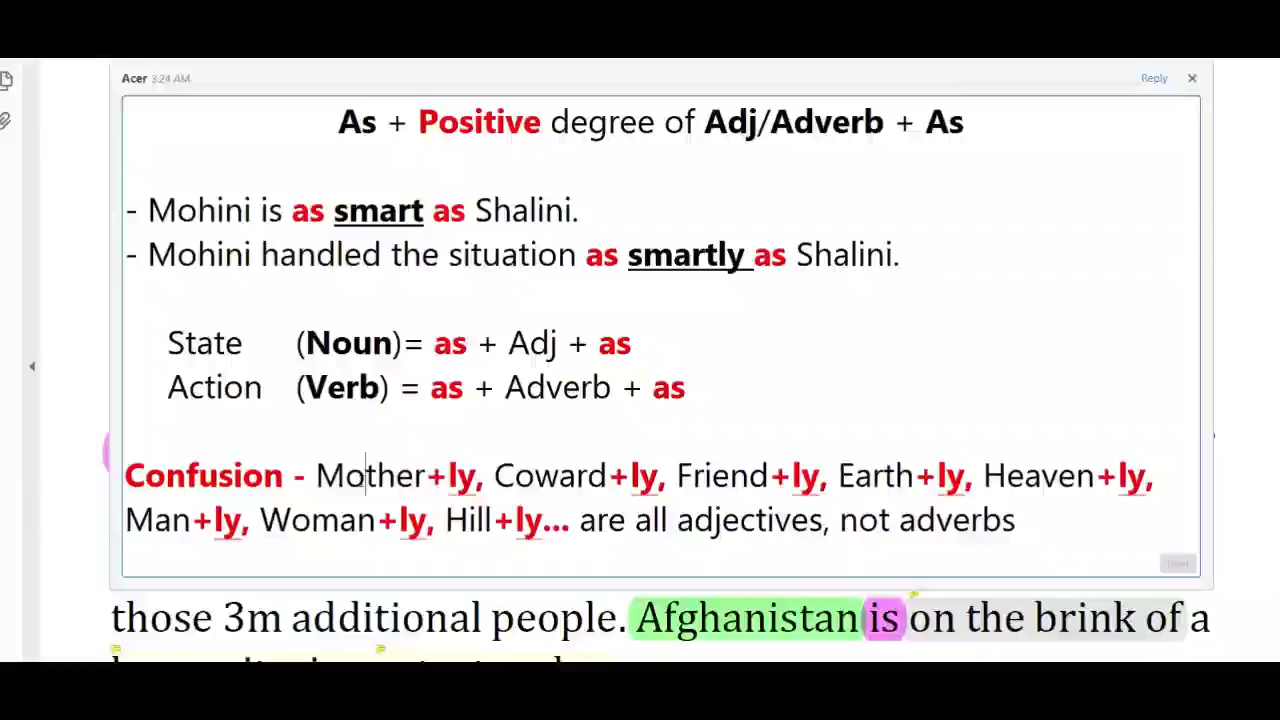 Acer 3:24 AM
Reply
As + Positive degree of Adj/Adverb + As
- Mohini is as smart as Shalini.
- Mohini handled the situation as smartly as Shalini.
State (Noun)= as + Adj + as
Action (Verb) = as + Adverb + as
Confusion - Mother+ly, Coward+ly, Friend+ly, Earth+ly, Heaven+ly,
Man+ly, Woman+ly, Hill+ly... are all adjectives, not adverbs
those 3m additional people. Afghanistan is on the brink of a